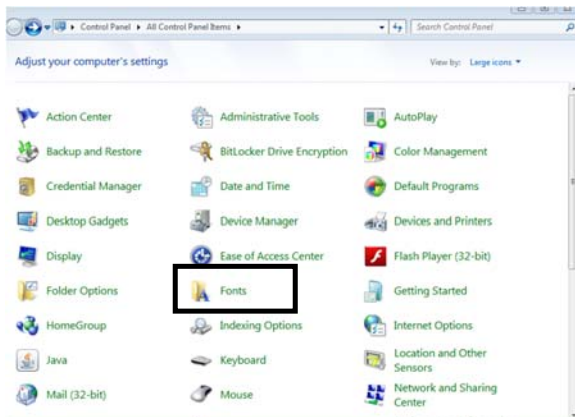 Control Panel ▸ All Control Panel Items ▸
Search Control Panel
Adjust your computer's settings
View by: Large icons
Action Center
Administrative Tools
AutoPlay
Backup and Restore
BitLocker Drive Encryption
Color Management
Credential Manager
Date and Time
Default Programs
Desktop Gadgets
Device Manager
Devices and Printers
Display
Ease of Access Center
Flash Player (32-bit)
Folder Options
Fonts
Getting Started
HomeGroup
Indexing Options
Internet Options
Java
Keyboard
Location and Other
Sensors
Mail (32-bit)
Mouse
Network and Sharing
Center